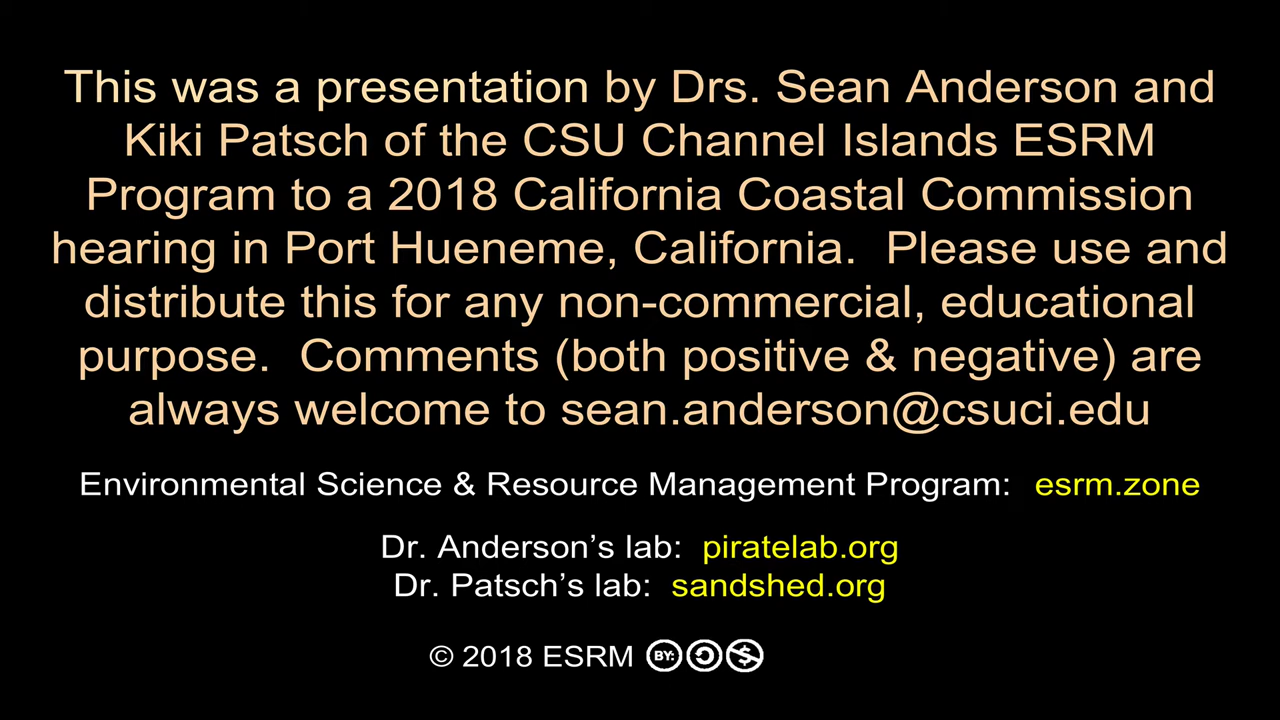 This was a presentation by Drs. Sean Anderson and
Kiki Patsch of the CSU Channel Islands ESRM
Program to a 2018 California Coastal Commission
hearing in Port Hueneme, California.  Please use and
distribute this for any non-commercial, educational
purpose.  Comments (both positive & negative) are
always welcome to sean.anderson@csuci.edu
Environmental Science & Resource Management Program:  esrm.zone
Dr. Anderson’s lab:  piratelab.org
Dr. Patsch’s lab:  sandshed.org
© 2018 ESRM BY: $